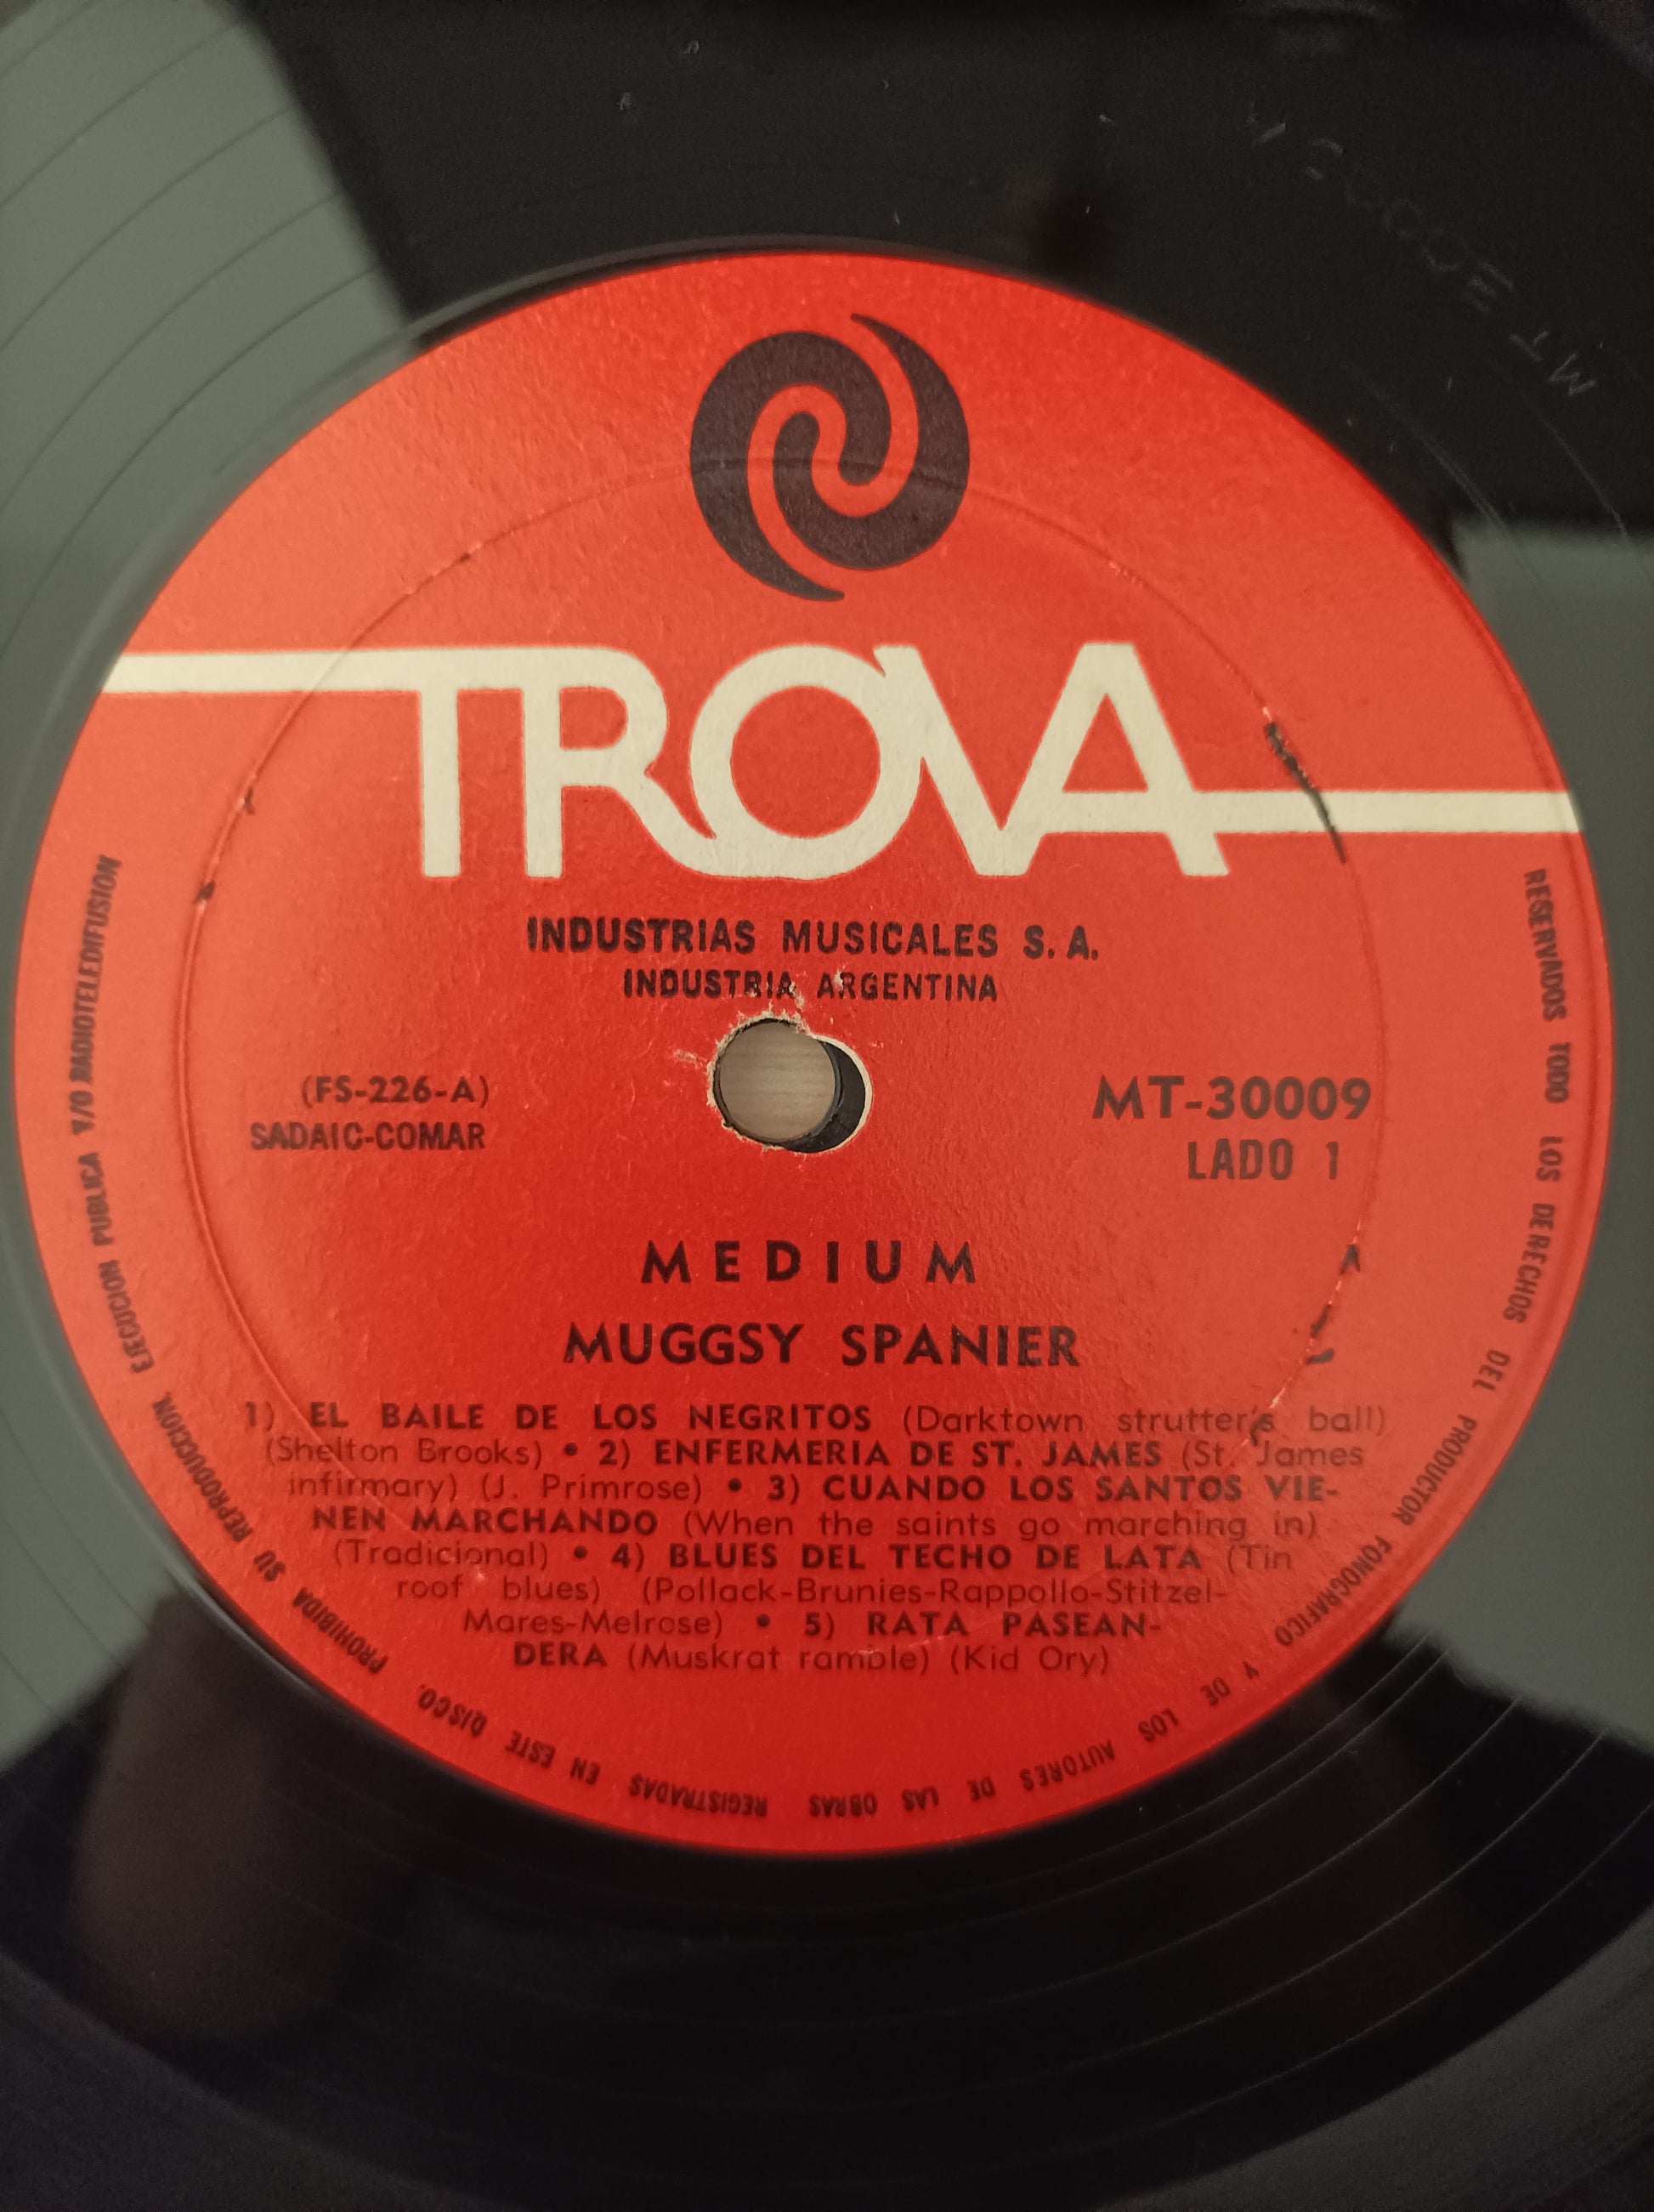 TROVA
INDUSTRIAS MUSICALES S. A.
INDUSTRIA ARGENTINA
(FS-226-A)
SADAIC-COMAR
MT-30009
LADO 1
MEDIUM
MUGGSY SPANIER
1) EL BAILE DE LOS NEGRITOS (Darktown strutter's ball)
(Shelton Brooks) • 2) ENFERMERIA DE ST. JAMES (St. James
infirmary) (J. Primrose) • 3) CUANDO LOS SANTOS VIE-
NEN MARCHANDO (When the saints go marching in)
(Tradicional) • 4) BLUES DEL TECHO DE LATA (Tin
roof blues) (Pollack-Brunies-Rappollo-Stitzel-
Mares-Melrose) • 5) RATA PASEAN-
DERA (Muskrat ramble) (Kid Ory)
RESERVADOS TODO LOS DERECHOS DEL PRODUCTOR FONOGRAFICO Y DE LOS AUTORES DE LAS OBRAS REGISTRADAS EN ESTE DISCO. PROHIBIDA SU REPRODUCCION, EJECUCION PUBLICA Y/O RADIOTELEDIFUSION